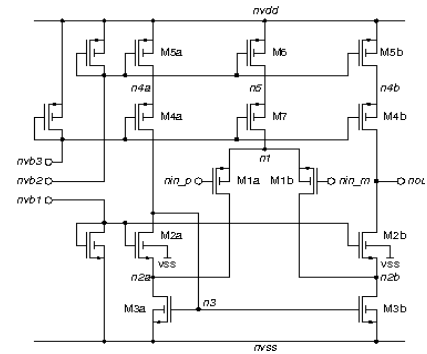 nvdd
M5a M6 M5b
n4a n5 n4b
M4a M7 M4b
nvb3
n1
nvb2
nin_p M1a M1b nin_m nou
nvb1
M2a M2b
vss vss
n2a n2b
M3a n3 M3b
nvss